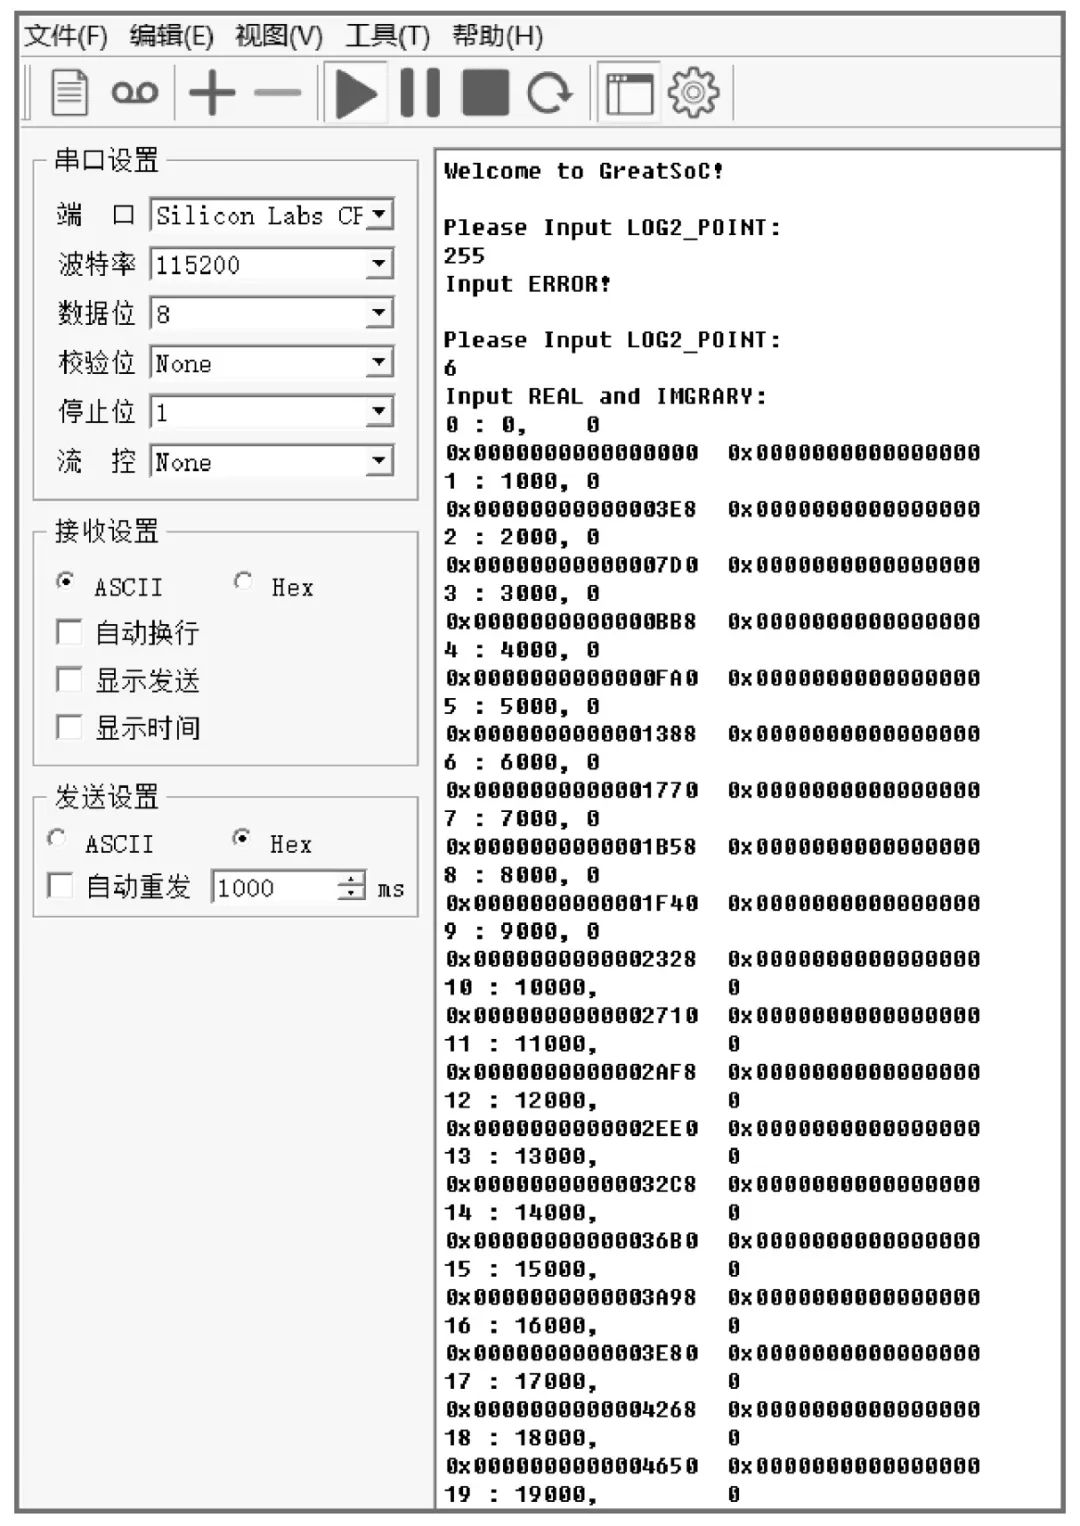 文件(F) 编辑(E) 视图(V) 工具(T) 帮助(H)
串口设置
端 口 Silicon Labs CF
波特率 115200
数据位 8
校验位 None
停止位 1
流 控 None
接收设置
ASCII Hex
自动换行
显示发送
显示时间
发送设置
ASCII Hex
自动重发 1000 ms
Welcome to GreatSoC!
Please Input LOG2_POINT:
255
Input ERROR!
Please Input LOG2_POINT:
6
Input REAL and IMGRARY:
0 : 0, 0
0x0000000000000000 0x0000000000000000
1 : 1000, 0
0x00000000000003E8 0x0000000000000000
2 : 2000, 0
0x00000000000007D0 0x0000000000000000
3 : 3000, 0
0x0000000000000BB8 0x0000000000000000
4 : 4000, 0
0x0000000000000FA0 0x0000000000000000
5 : 5000, 0
0x0000000000001388 0x0000000000000000
6 : 6000, 0
0x0000000000001770 0x0000000000000000
7 : 7000, 0
0x0000000000001B58 0x0000000000000000
8 : 8000, 0
0x0000000000001F40 0x0000000000000000
9 : 9000, 0
0x0000000000002328 0x0000000000000000
10 : 10000, 0
0x0000000000002710 0x0000000000000000
11 : 11000, 0
0x0000000000002AF8 0x0000000000000000
12 : 12000, 0
0x0000000000002EE0 0x0000000000000000
13 : 13000, 0
0x00000000000032C8 0x0000000000000000
14 : 14000, 0
0x00000000000036B0 0x0000000000000000
15 : 15000, 0
0x0000000000003A98 0x0000000000000000
16 : 16000, 0
0x0000000000003E80 0x0000000000000000
17 : 17000, 0
0x0000000000004268 0x0000000000000000
18 : 18000, 0
0x0000000000004650 0x0000000000000000
19 : 19000, 0